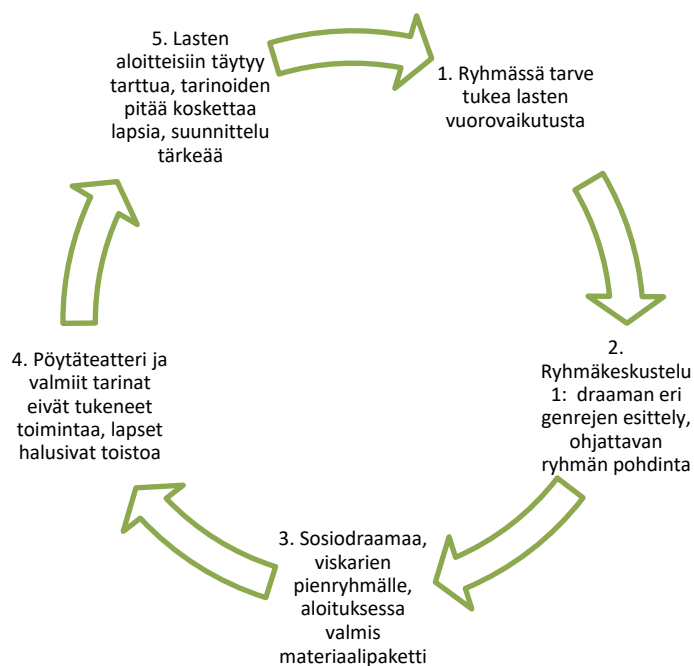 1. Ryhmässä tarve
tukea lasten
vuorovaikutusta
2.
Ryhmäkeskustelu
1:  draaman eri
genrejen esittely,
ohjattavan
ryhmän pohdinta
3. Sosiodraamaa,
viskarien
pienryhmälle,
aloituksessa
valmis
materiaalipaketti
4. Pöytäteatteri ja
valmiit tarinat
eivät tukeneet
toimintaa, lapset
halusivat toistoa
5. Lasten
aloitteisiin täytyy
tarttua, tarinoiden
pitää koskettaa
lapsia, suunnittelu
tärkeää